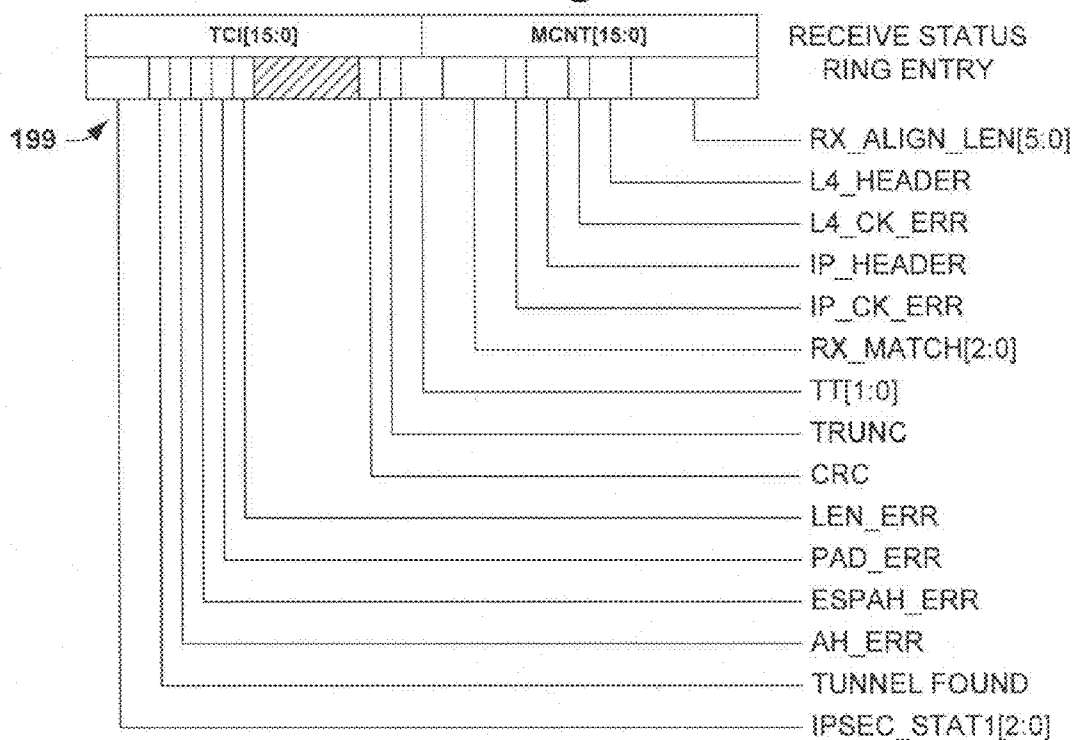 TCI[15:0] MCNT[15:0] RECEIVE STATUS
RING ENTRY
199
RX_ALIGN_LEN[5:0]
L4_HEADER
L4_CK_ERR
IP_HEADER
IP_CK_ERR
RX_MATCH[2:0]
TT[1:0]
TRUNC
CRC
LEN_ERR
PAD_ERR
ESPAH_ERR
AH_ERR
TUNNEL FOUND
IPSEC_STAT1[2:0]